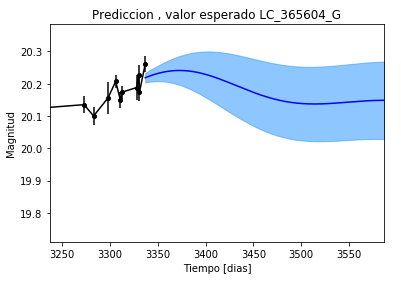 Prediccion , valor esperado LC_365604_G
20.3
20.2
20.1
20.0
19.9
19.8
Magnitud
3250 3300 3350 3400 3450 3500 3550
Tiempo [dias]